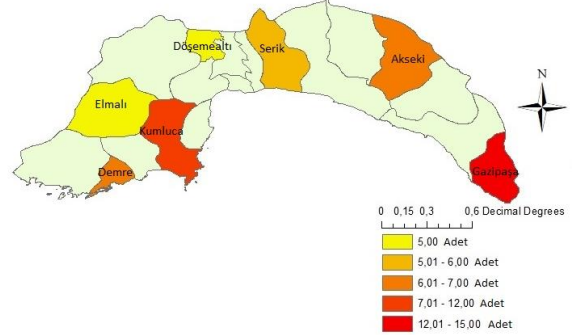 Döşemealtı
Serik
Akseki
Elmalı
Kumluca
Demre
Gazipaşa
N
0 0,15 0,3 0,6 Decimal Degrees
5,00 Adet
5,01 - 6,00 Adet
6,01 - 7,00 Adet
7,01 - 12,00 Adet
12,01 - 15,00 Adet